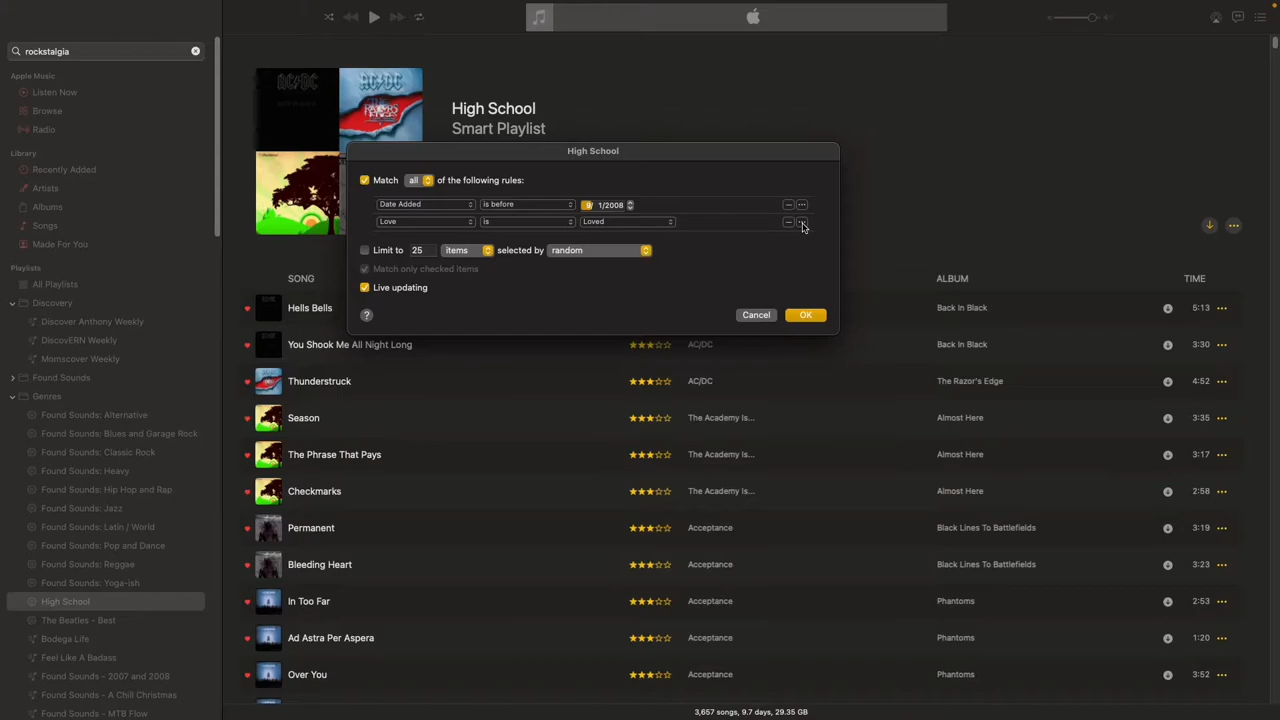 rockstalgia
Apple Music
Listen Now
Browse
Radio
Library
Recently Added
Artists
Albums
Songs
Made For You
Playlists
All Playlists
Discovery
Discover Anthony Weekly
DiscovERN Weekly
Momscover Weekly
Found Sounds
Genres
Found Sounds: Alternative
Found Sounds: Blues and Garage Rock
Found Sounds: Classic Rock
Found Sounds: Heavy
Found Sounds: Hip Hop and Rap
Found Sounds: Jazz
Found Sounds: Latin / World
Found Sounds: Pop and Dance
Found Sounds: Reggae
Found Sounds: Yoga-ish
High School
The Beatles - Best
Bodega Life
Feel Like A Badass
Found Sounds - 2007 and 2008
Found Sounds - A Chill Christmas
Found Sounds - MTB Flow
High School
Smart Playlist
High School
Match all of the following rules:
Date Added is before 9/ 1/2008
Love is Loved
Limit to 25 items selected by random
Match only checked items
Live updating
? Cancel OK
SONG ALBUM TIME
Hells Bells Back In Black 5:13
You Shook Me All Night Long AC/DC Back In Black 3:30
Thunderstruck AC/DC The Razor's Edge 4:52
Season The Academy Is... Almost Here 3:35
The Phrase That Pays The Academy Is... Almost Here 3:17
Checkmarks The Academy Is... Almost Here 2:58
Permanent Acceptance Black Lines To Battlefields 3:19
Bleeding Heart Acceptance Black Lines To Battlefields 3:23
In Too Far Acceptance Phantoms 2:53
Ad Astra Per Aspera Acceptance Phantoms 1:20
Over You Acceptance Phantoms 3:52
3,657 songs, 9.7 days, 29.35 GB